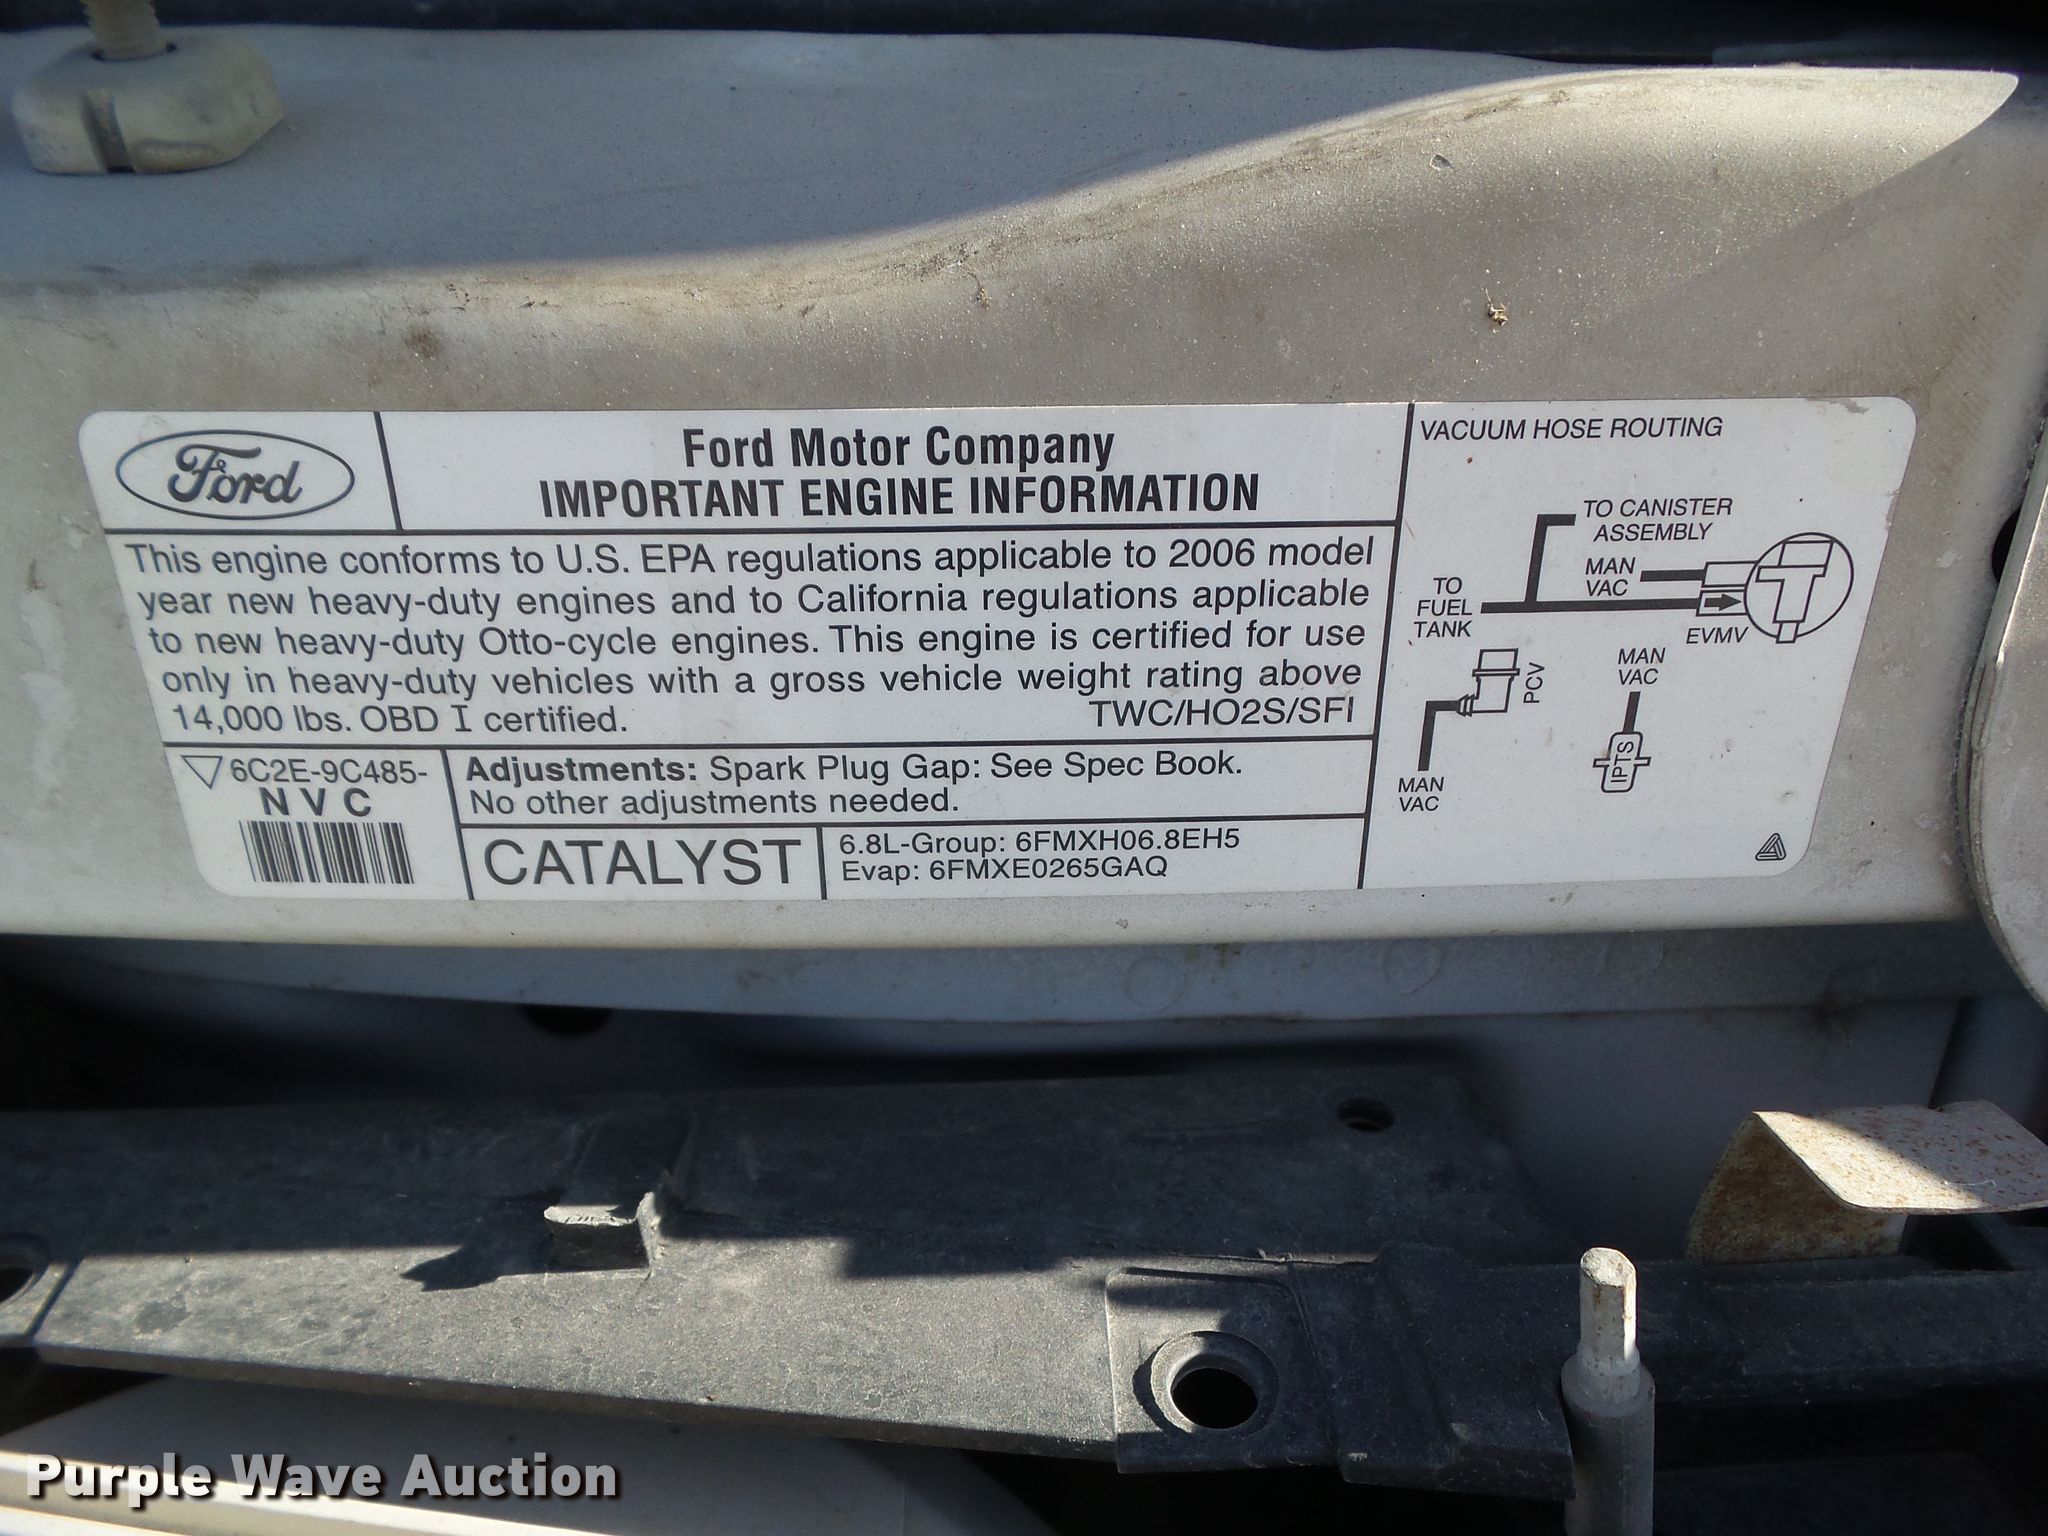 Ford
Ford Motor Company
IMPORTANT ENGINE INFORMATION
This engine conforms to U.S. EPA regulations applicable to 2006 model
year new heavy-duty engines and to California regulations applicable
to new heavy-duty Otto-cycle engines. This engine is certified for use
only in heavy-duty vehicles with a gross vehicle weight rating above
14,000 lbs. OBD I certified. TWC/HO2S/SFI
6C2E-9C485-
NVC
Adjustments: Spark Plug Gap: See Spec Book.
No other adjustments needed.
CATALYST
6.8L-Group: 6FMXH06.8EH5
Evap: 6FMXE0265GAQ
VACUUM HOSE ROUTING
TO CANISTER
ASSEMBLY
MAN
VAC
TO
FUEL
TANK
EVMV
PCV
MAN
VAC
MAN
VAC
IPTS
Purple Wave Auction